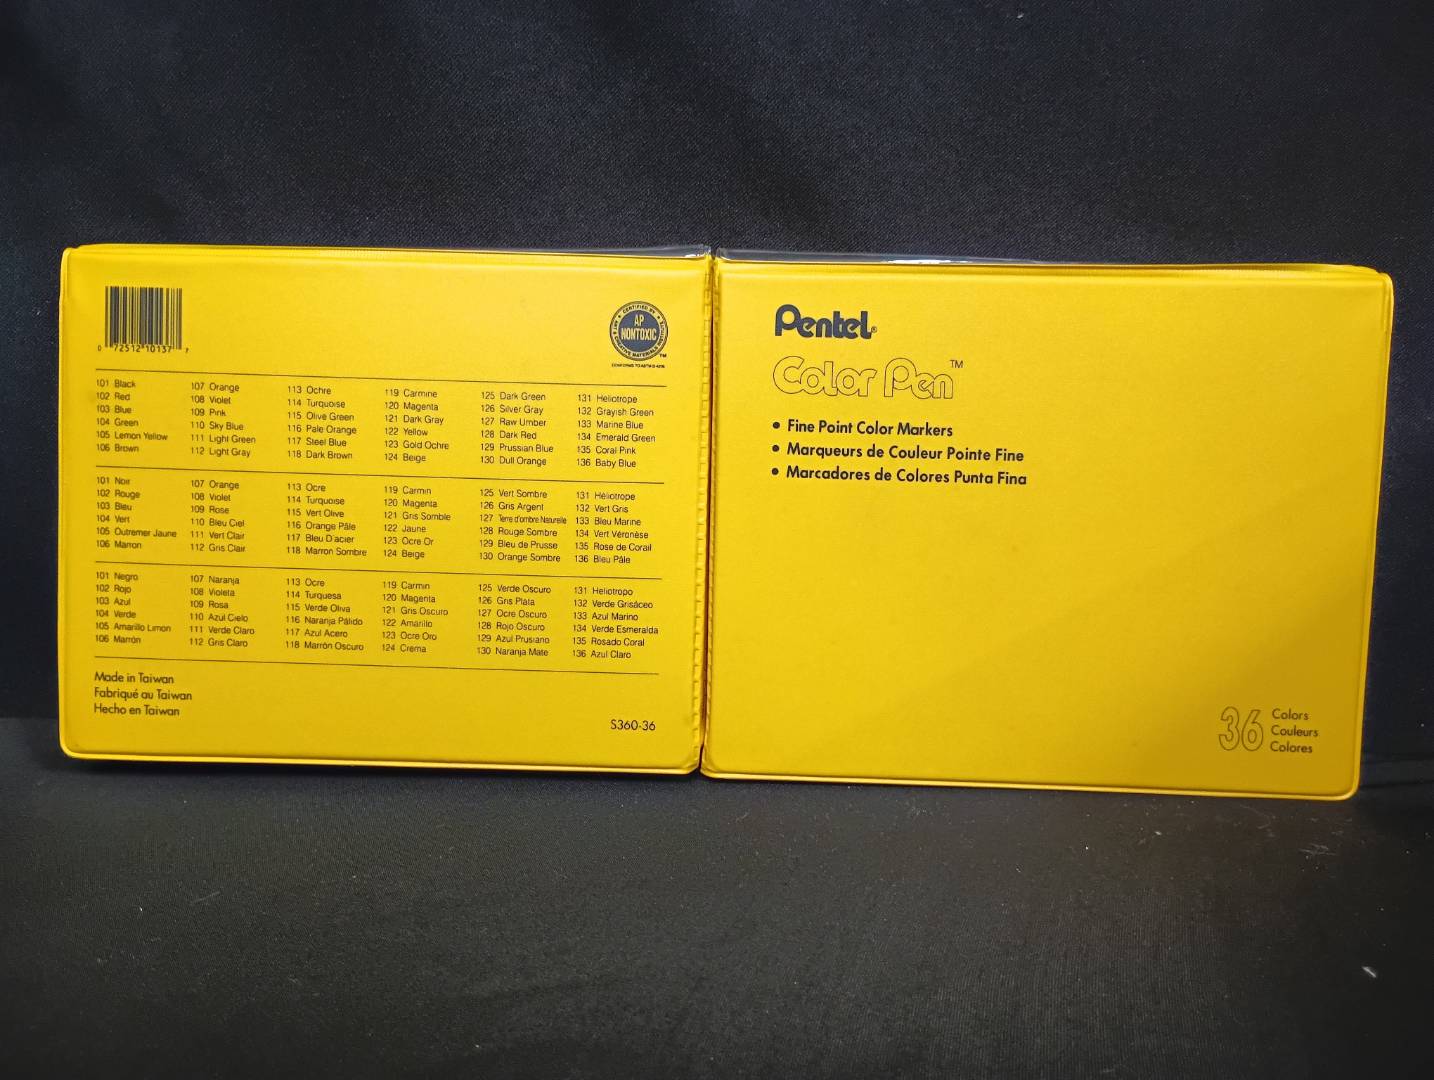 0 72512 10137 7
CERTIFIED BY
AP
NONTOXIC
CREATIVE MATERIALS
TM
CONFORMS TO ASTM D 4236
101 Black
102 Red
103 Blue
104 Green
105 Lemon Yellow
106 Brown
107 Orange
108 Violet
109 Pink
110 Sky Blue
111 Light Green
112 Light Gray
113 Ochre
114 Turquoise
115 Olive Green
116 Pale Orange
117 Steel Blue
118 Dark Brown
119 Carmine
120 Magenta
121 Dark Gray
122 Yellow
123 Gold Ochre
124 Beige
125 Dark Green
126 Silver Gray
127 Raw Umber
128 Dark Red
129 Prussian Blue
130 Dull Orange
131 Heliotrope
132 Grayish Green
133 Marine Blue
134 Emerald Green
135 Coral Pink
136 Baby Blue
101 Noir
102 Rouge
103 Bleu
104 Vert
105 Outremer Jaune
106 Marron
107 Orange
108 Violet
109 Rose
110 Bleu Ciel
111 Vert Clair
112 Gris Clair
113 Ocre
114 Turquoise
115 Vert Olive
116 Orange Pâle
117 Bleu D'acier
118 Marron Sombre
119 Carmin
120 Magenta
121 Gris Somble
122 Jaune
123 Ocre Or
124 Beige
125 Vert Sombre
126 Gris Argent
127 Terre d'ombre Naturelle
128 Rouge Sombre
129 Bleu de Prusse
130 Orange Sombre
131 Héliotrope
132 Vert Gris
133 Bleu Marine
134 Vert Véronèse
135 Rose de Corail
136 Bleu Pâle
101 Negro
102 Rojo
103 Azul
104 Verde
105 Amarillo Limon
106 Marrón
107 Naranja
108 Violeta
109 Rosa
110 Azul Cielo
111 Verde Claro
112 Gris Claro
113 Ocre
114 Turquesa
115 Verde Oliva
116 Naranja Pálido
117 Azul Acero
118 Marrón Oscuro
119 Carmin
120 Magenta
121 Gris Oscuro
122 Amarillo
123 Ocre Oro
124 Crema
125 Verde Oscuro
126 Gris Plata
127 Ocre Oscuro
128 Rojo Oscuro
129 Azul Prusiano
130 Naranja Mate
131 Heliotropo
132 Verde Grisáceo
133 Azul Marino
134 Verde Esmeralda
135 Rosado Coral
136 Azul Claro
Made in Taiwan
Fabriqué au Taiwan
Hecho en Taiwan
S360-36
Pentel®
Color Pen™
• Fine Point Color Markers
• Marqueurs de Couleur Pointe Fine
• Marcadores de Colores Punta Fina
36
Colors
Couleurs
Colores